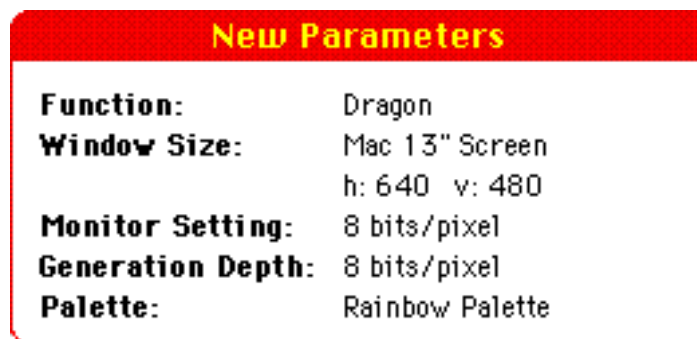 New Parameters
Function: Dragon
Window Size: Mac 13" Screen
h: 640 v: 480
Monitor Setting: 8 bits/pixel
Generation Depth: 8 bits/pixel
Palette: Rainbow Palette